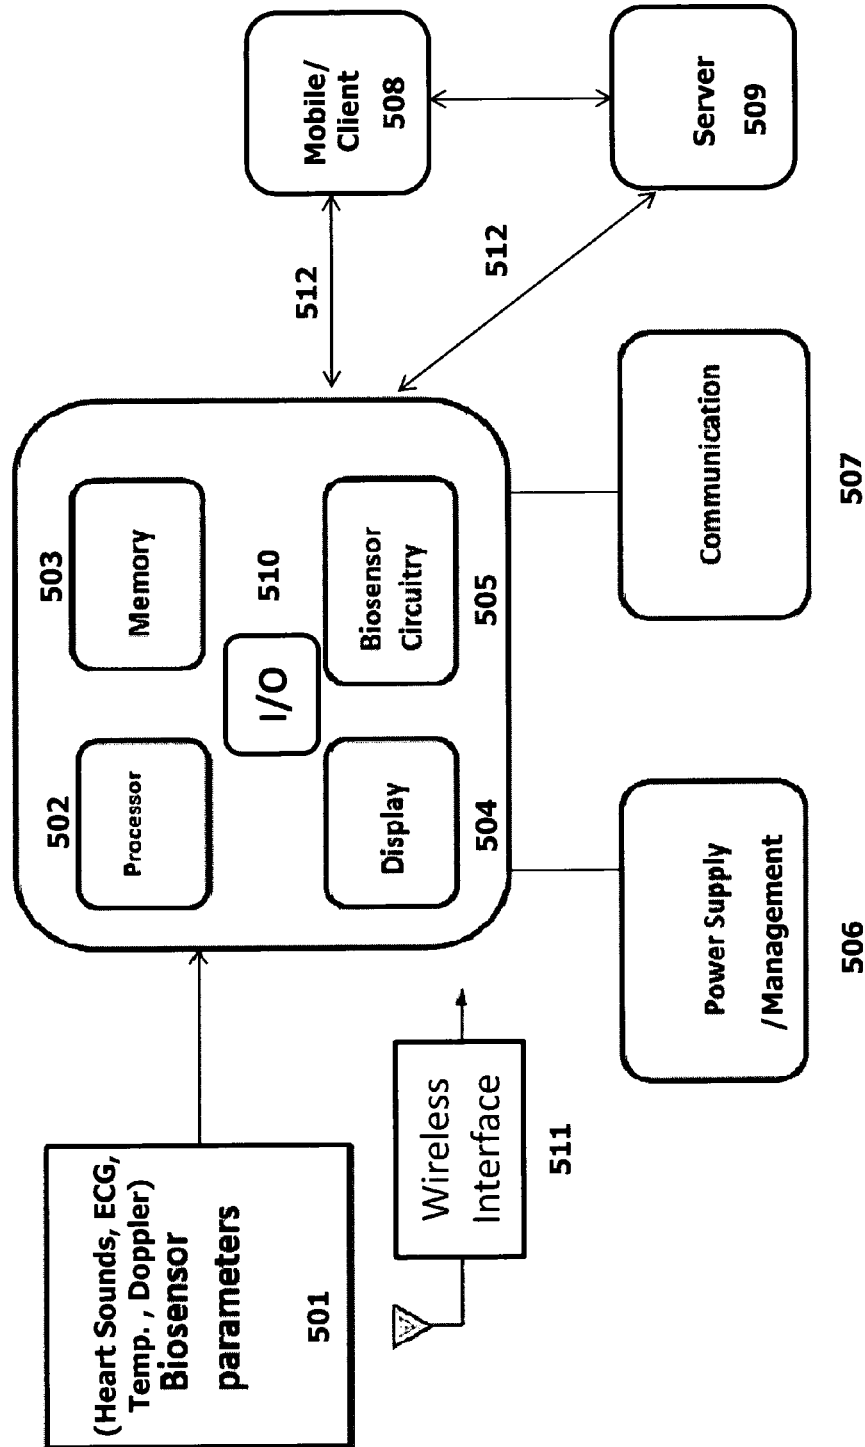 (Heart Sounds, ECG,
Temp. , Doppler)
Biosensor
parameters
501
Wireless
Interface
511
502
Processor
503
Memory
I/O
510
Display
504
Biosensor
Circuitry
505
Power Supply
/Management
506
Communication
507
512
512
Mobile/
Client
508
Server
509